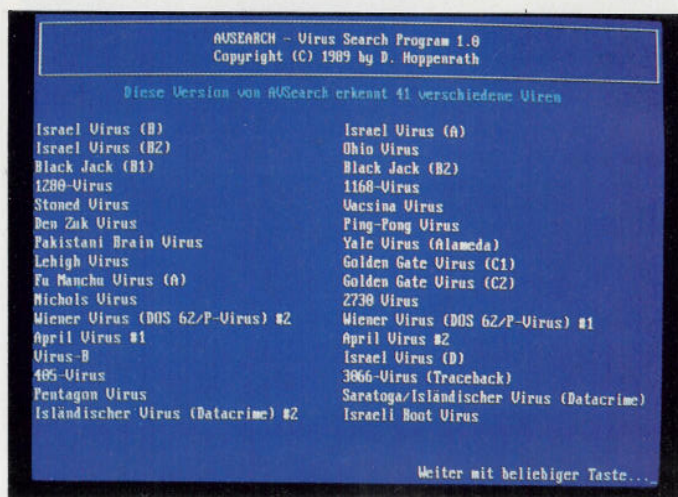 AVSEARCH - Virus Search Program 1.0
Copyright (C) 1989 by D. Hoppenrath
Diese Version von AVSearch erkennt 41 verschiedene Viren
Israel Virus (B) Israel Virus (A)
Israel Virus (B2) Ohio Virus
Black Jack (B1) Black Jack (B2)
1280-Virus 1168-Virus
Stoned Virus Vacsina Virus
Den Zuk Virus Ping-Pong Virus
Pakistani Brain Virus Yale Virus (Alameda)
Lehigh Virus Golden Gate Virus (C1)
Fu Manchu Virus (A) Golden Gate Virus (C2)
Nichols Virus 2730 Virus
Wiener Virus (DOS 62/P-Virus) #2 Wiener Virus (DOS 62/P-Virus) #1
April Virus #1 April Virus #2
Virus-B Israel Virus (D)
405-Virus 3066-Virus (Traceback)
Pentagon Virus Saratoga/Isländischer Virus (Datacrime)
Isländischer Virus (Datacrime) #2 Israeli Boot Virus
Weiter mit beliebiger Taste..._